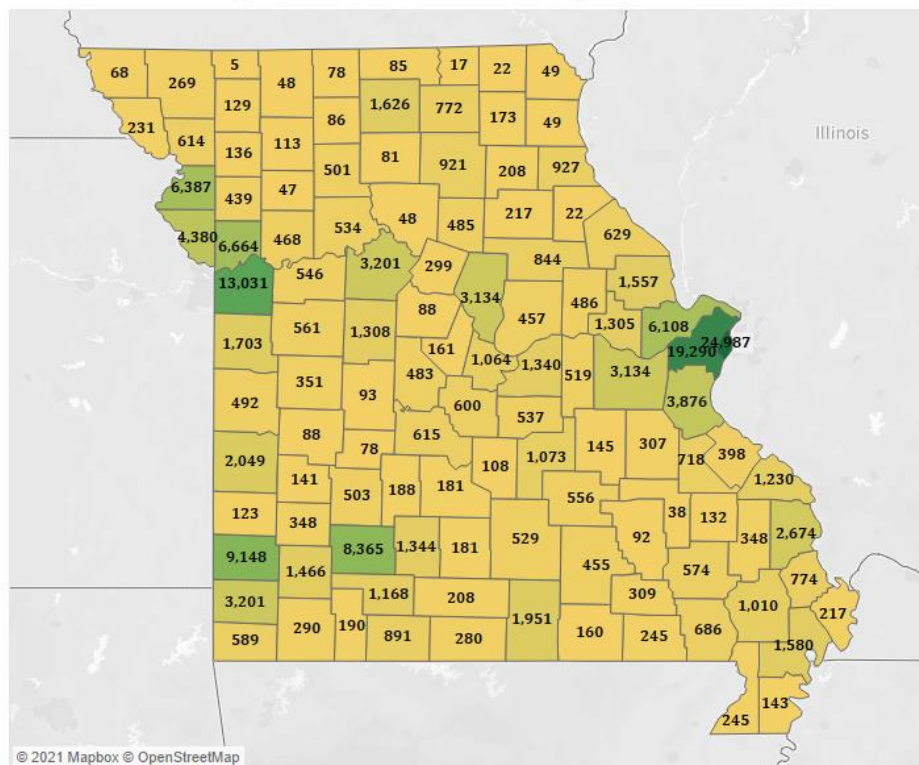 68 269 5 48 78 85 17 22 49
129 1,626 772
231 614 86 173 49
Illinois
136 113 501 81 921 208 927
6,387 439 47
4,380 6,664 468 534 48 485 217 22 629
13,031 546 3,201 299 3,134 844 1,557
88 457 486
1,703 561 1,308 1,305 6,108 24,987
161 1,064 1,340 519 3,134 19,290
492 351 93 483 600 537 3,876
88 78 615 145 307 718 398
2,049 141 108 1,073 1,230
503 188 181 556
123 348 38 132 348 2,674
9,148 8,365 1,344 181 529 92
1,466 455 574 774
3,201 1,168 208 309 1,010 217
589 290 190 891 280 1,951 160 245 686 1,580
245 143
© 2021 Mapbox © OpenStreetMap